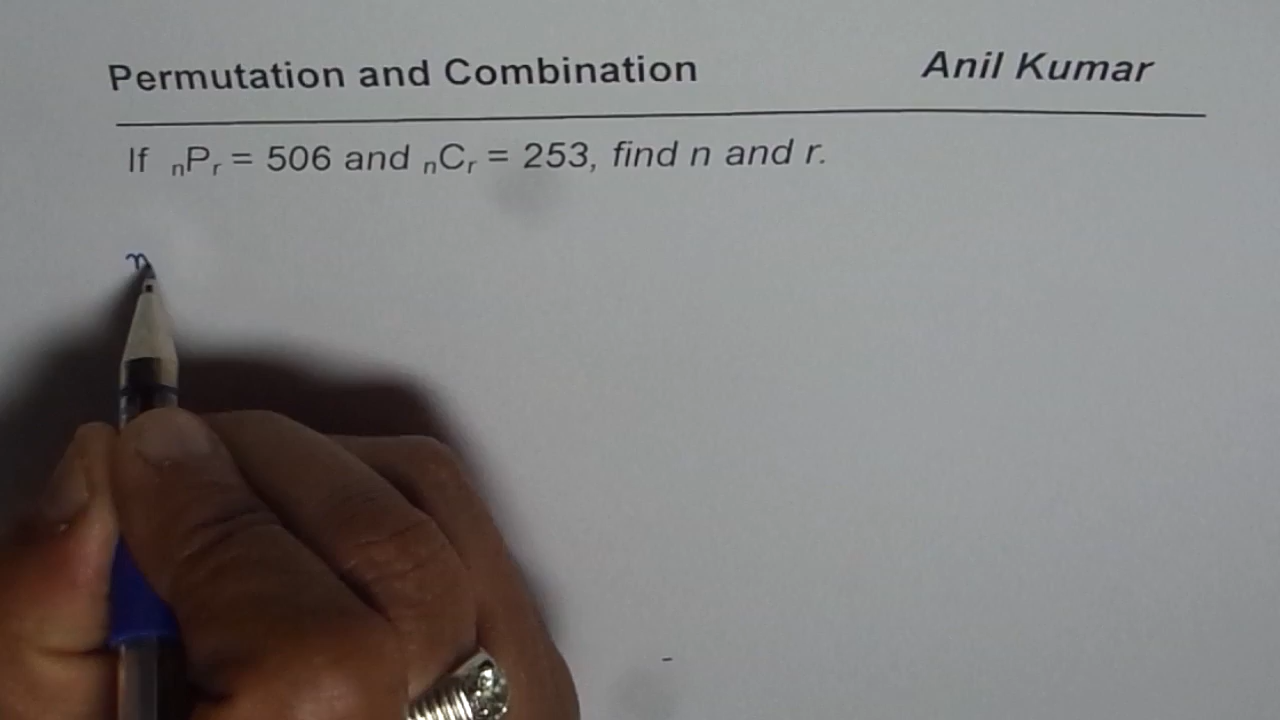 Permutation and Combination Anil Kumar
If nPr = 506 and nCr = 253, find n and r.
n